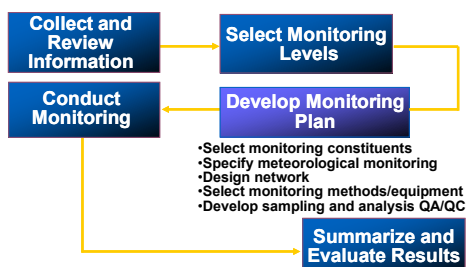 Collect and
Review
Information
Select Monitoring
Levels
Develop Monitoring
Plan
•Select monitoring constituents
•Specify meteorological monitoring
•Design network
•Select monitoring methods/equipment
•Develop sampling and analysis QA/QC
Conduct
Monitoring
Summarize and
Evaluate Results